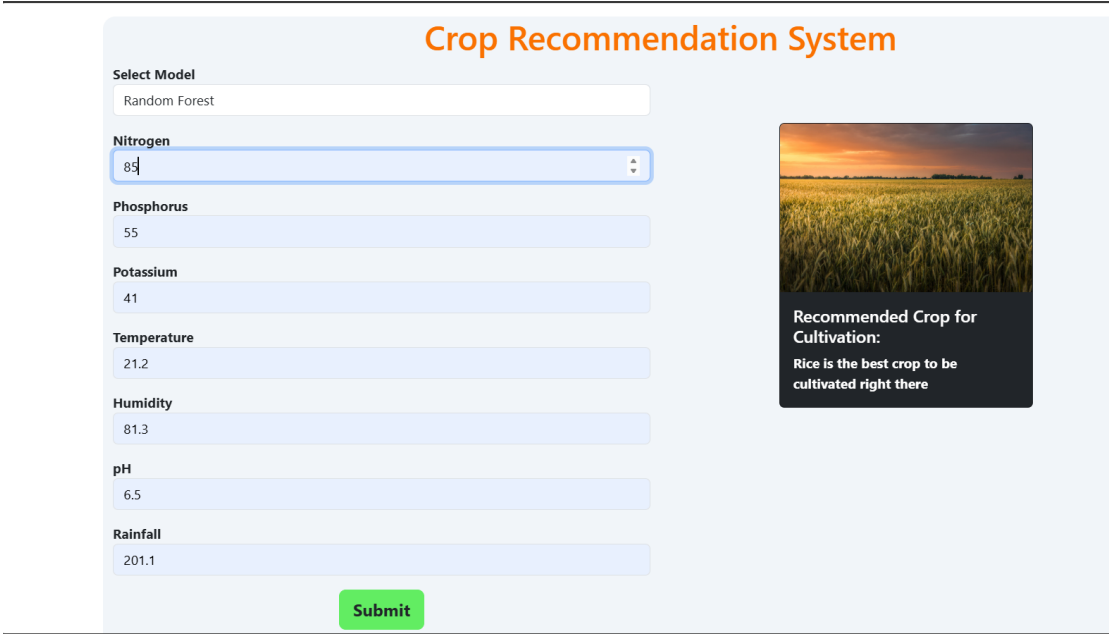 Crop Recommendation System
Select Model
Random Forest
Nitrogen
85
Phosphorus
55
Potassium
41
Temperature
21.2
Humidity
81.3
pH
6.5
Rainfall
201.1
Submit
Recommended Crop for
Cultivation:
Rice is the best crop to be
cultivated right there